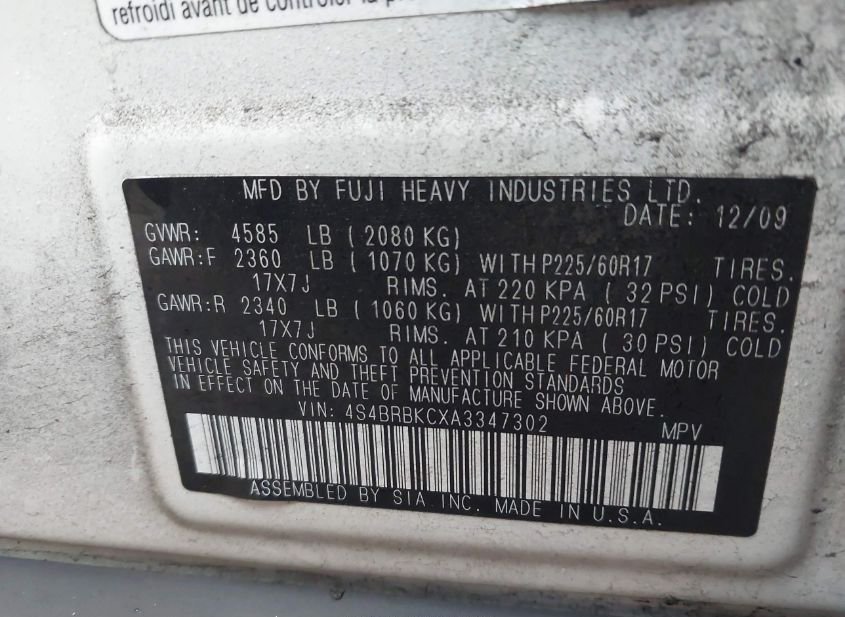 refroidi avant de contrôler la
MFD BY FUJI HEAVY INDUSTRIES LTD.
DATE: 12/09
GVWR: 4585 LB ( 2080 KG)
GAWR:F 2360 LB ( 1070 KG) WITH P225/60R17 TIRES.
17X7J RIMS. AT 220 KPA ( 32 PSI) COLD
GAWR:R 2340 LB ( 1060 KG) WITH P225/60R17 TIRES.
17X7J RIMS. AT 210 KPA ( 30 PSI) COLD
THIS VEHICLE CONFORMS TO ALL APPLICABLE FEDERAL MOTOR
VEHICLE SAFETY AND THEFT PREVENTION STANDARDS
IN EFFECT ON THE DATE OF MANUFACTURE SHOWN ABOVE.
VIN: 4S4BRBKCXA3347302 MPV
ASSEMBLED BY SIA INC. MADE IN U.S.A.